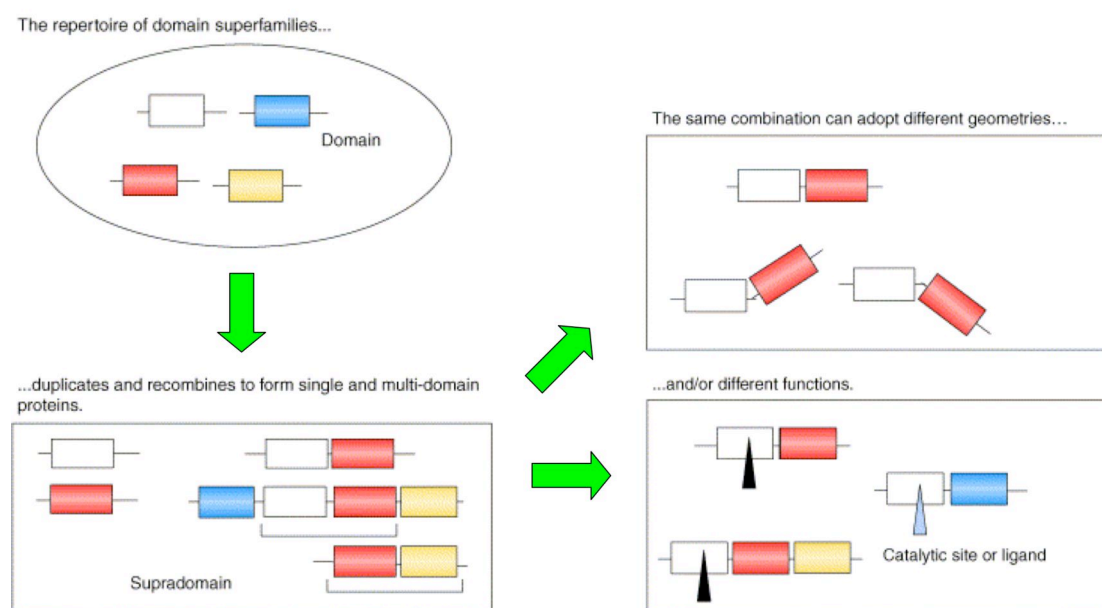 The repertoire of domain superfamilies...
Domain
...duplicates and recombines to form single and multi-domain
proteins.
Supradomain
The same combination can adopt different geometries...
...and/or different functions.
Catalytic site or ligand